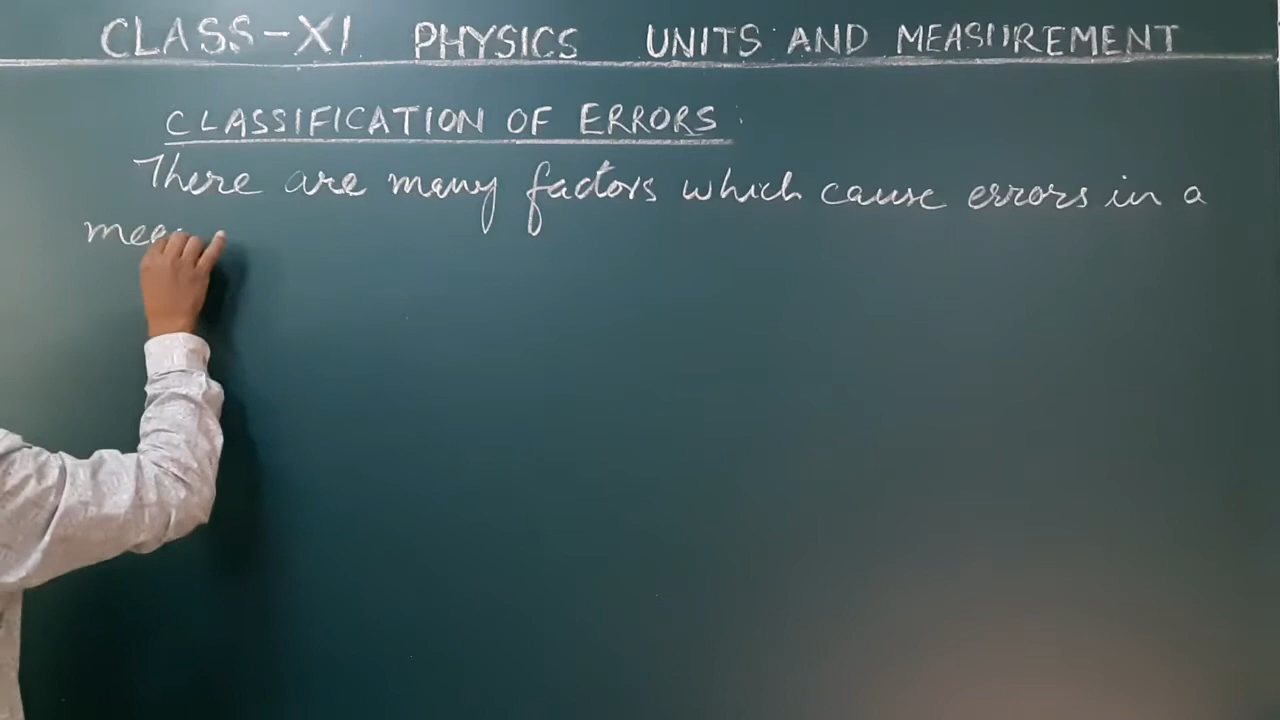 CLASS-XI PHYSICS UNITS AND MEASUREMENT
CLASSIFICATION OF ERRORS:
There are many factors which cause errors in a